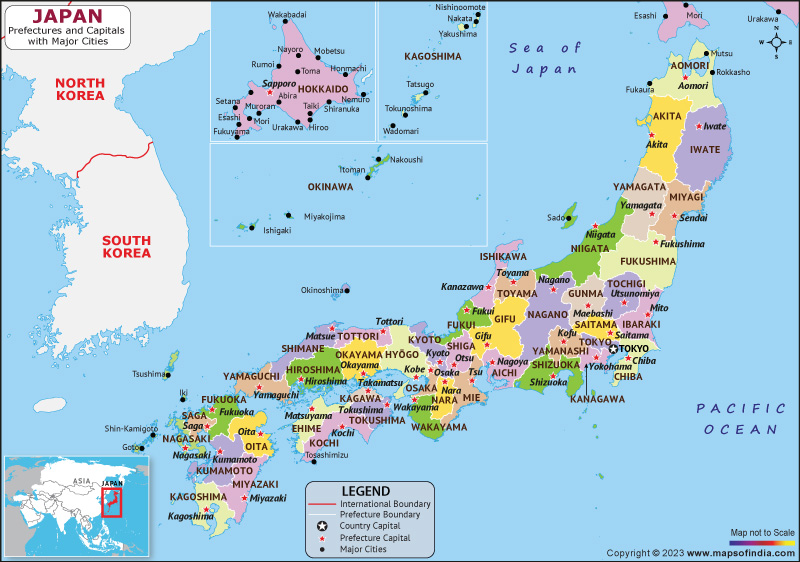 JAPAN
Prefectures and Capitals
with Major Cities
NORTH
KOREA
SOUTH
KOREA
Wakabadai
Nayoro
Mobetsu
Rumoi
Toma
Honmachi
Sapporo
HOKKAIDO
Abira
Nemuro
Setana
Muroran
Taiki
Shiranuka
Esashi
Mori
Urakawa
Hiroo
Fukuyama
Nishinoomote
Nakata
Yakushima
KAGOSHIMA
Tatsugo
Tokunoshima
Wadomari
Nakoushi
Itoman
OKINAWA
Miyakojima
Ishigaki
Sea of
Japan
Esashi
Mori
Urakawa
N
W
E
S
Mutsu
AOMORI
Rokkasho
Fukaura
Aomori
AKITA
Iwate
Akita
IWATE
YAMAGATA
MIYAGI
Yamagata
Sendai
Sado
Niigata
NIIGATA
Fukushima
FUKUSHIMA
ISHIKAWA
Toyama
Kanazawa
TOYAMA
Nagano
TOCHIGI
GUNMA
Utsunomiya
Maebashi
Mito
Fukui
GIFU
NAGANO
SAITAMA
IBARAKI
FUKUI
Kofu
TOKYO
Saitama
TOKYO
Okinoshima
Tottori
Matsue
TOTTORI
KYOTO
SHIGA
Gifu
Nagoya
YAMANASHI
Yokohama
Chiba
SHIMANE
OKAYAMA
HYŌGO
Kyoto
Otsu
AICHI
SHIZUOKA
CHIBA
HIROSHIMA
Okayama
Kobe
Osaka
Tsu
Shizuoka
KANAGAWA
Tsushima
YAMAGUCHI
Hiroshima
Takamatsu
OSAKA
Nara
NARA
MIE
Yamaguchi
KAGAWA
Wakayama
Iki
FUKUOKA
Matsuyama
Tokushima
WAKAYAMA
SAGA
Fukuoka
EHIME
TOKUSHIMA
Shin-Kamigoto
Saga
Oita
Kochi
NAGASAKI
OITA
KOCHI
Goto
Nagasaki
Kumamoto
Tosashimizu
KUMAMOTO
MIYAZAKI
KAGOSHIMA
Miyazaki
Kagoshima
PACIFIC
OCEAN
ASIA
JAPAN
LEGEND
International Boundary
Prefecture Boundary
Country Capital
Prefecture Capital
Major Cities
Map not to Scale
Copyright © 2023 www.mapsofindia.com